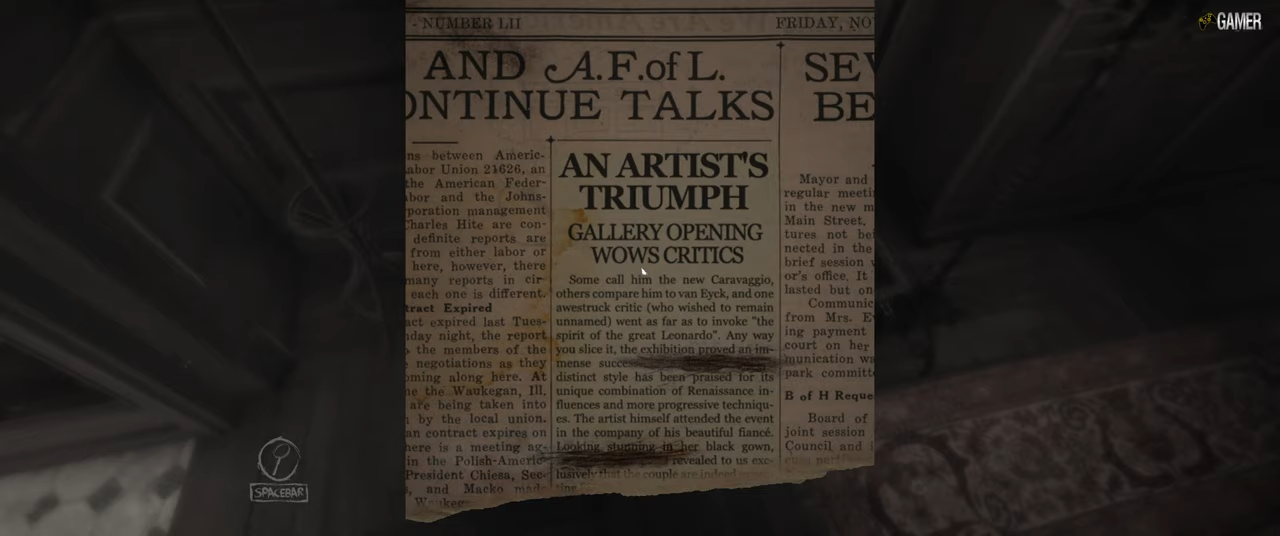 - NUMBER LII
FRIDAY, NO
AND A.F.of L.
ONTINUE TALKS
SEV
BE
ns between Americ-
abor Union 21626, an
the American Feder-
abor and the Johns-
rporation management
Charles Hite are con-
definite reports are
from either labor or
here, however, there
many reports in cir-
each one is different.
tract Expired
act expired last Tues-
day night, the report
the members of the
negotiations as they
oming along here. At
the Waukegan, Ill.
are being taken into
by the local union.
an contract expires on
here is a meeting ag-
in the Polish-Americ-
President Chiesa, Sec-
, and Macko made
Waukeg
AN ARTIST'S
TRIUMPH
GALLERY OPENING
WOWS CRITICS
Some call him the new Caravaggio,
others compare him to van Eyck, and one
awestruck critic (who wished to remain
unnamed) went as far as to invoke "the
spirit of the great Leonardo". Any way
you slice it, the exhibition proved an im-
mense succes
distinct style has been praised for its
unique combination of Renaissance in-
fluences and more progressive techniqu-
es. The artist himself attended the event
in the company of his beautiful fiancé.
Looking stunning in her black gown,
revealed to us exc-
lusively that the couple are indeed
Mayor and
regular meeti
in the new m
Main Street.
tures not bei
nected in the
brief session
or's office. It
lasted but on
Communic
from Mrs. E
ing payment
court on her
munication wa
park committe
B of H Reque
Board of
joint session
Council and
SPACEBAR
GAMER